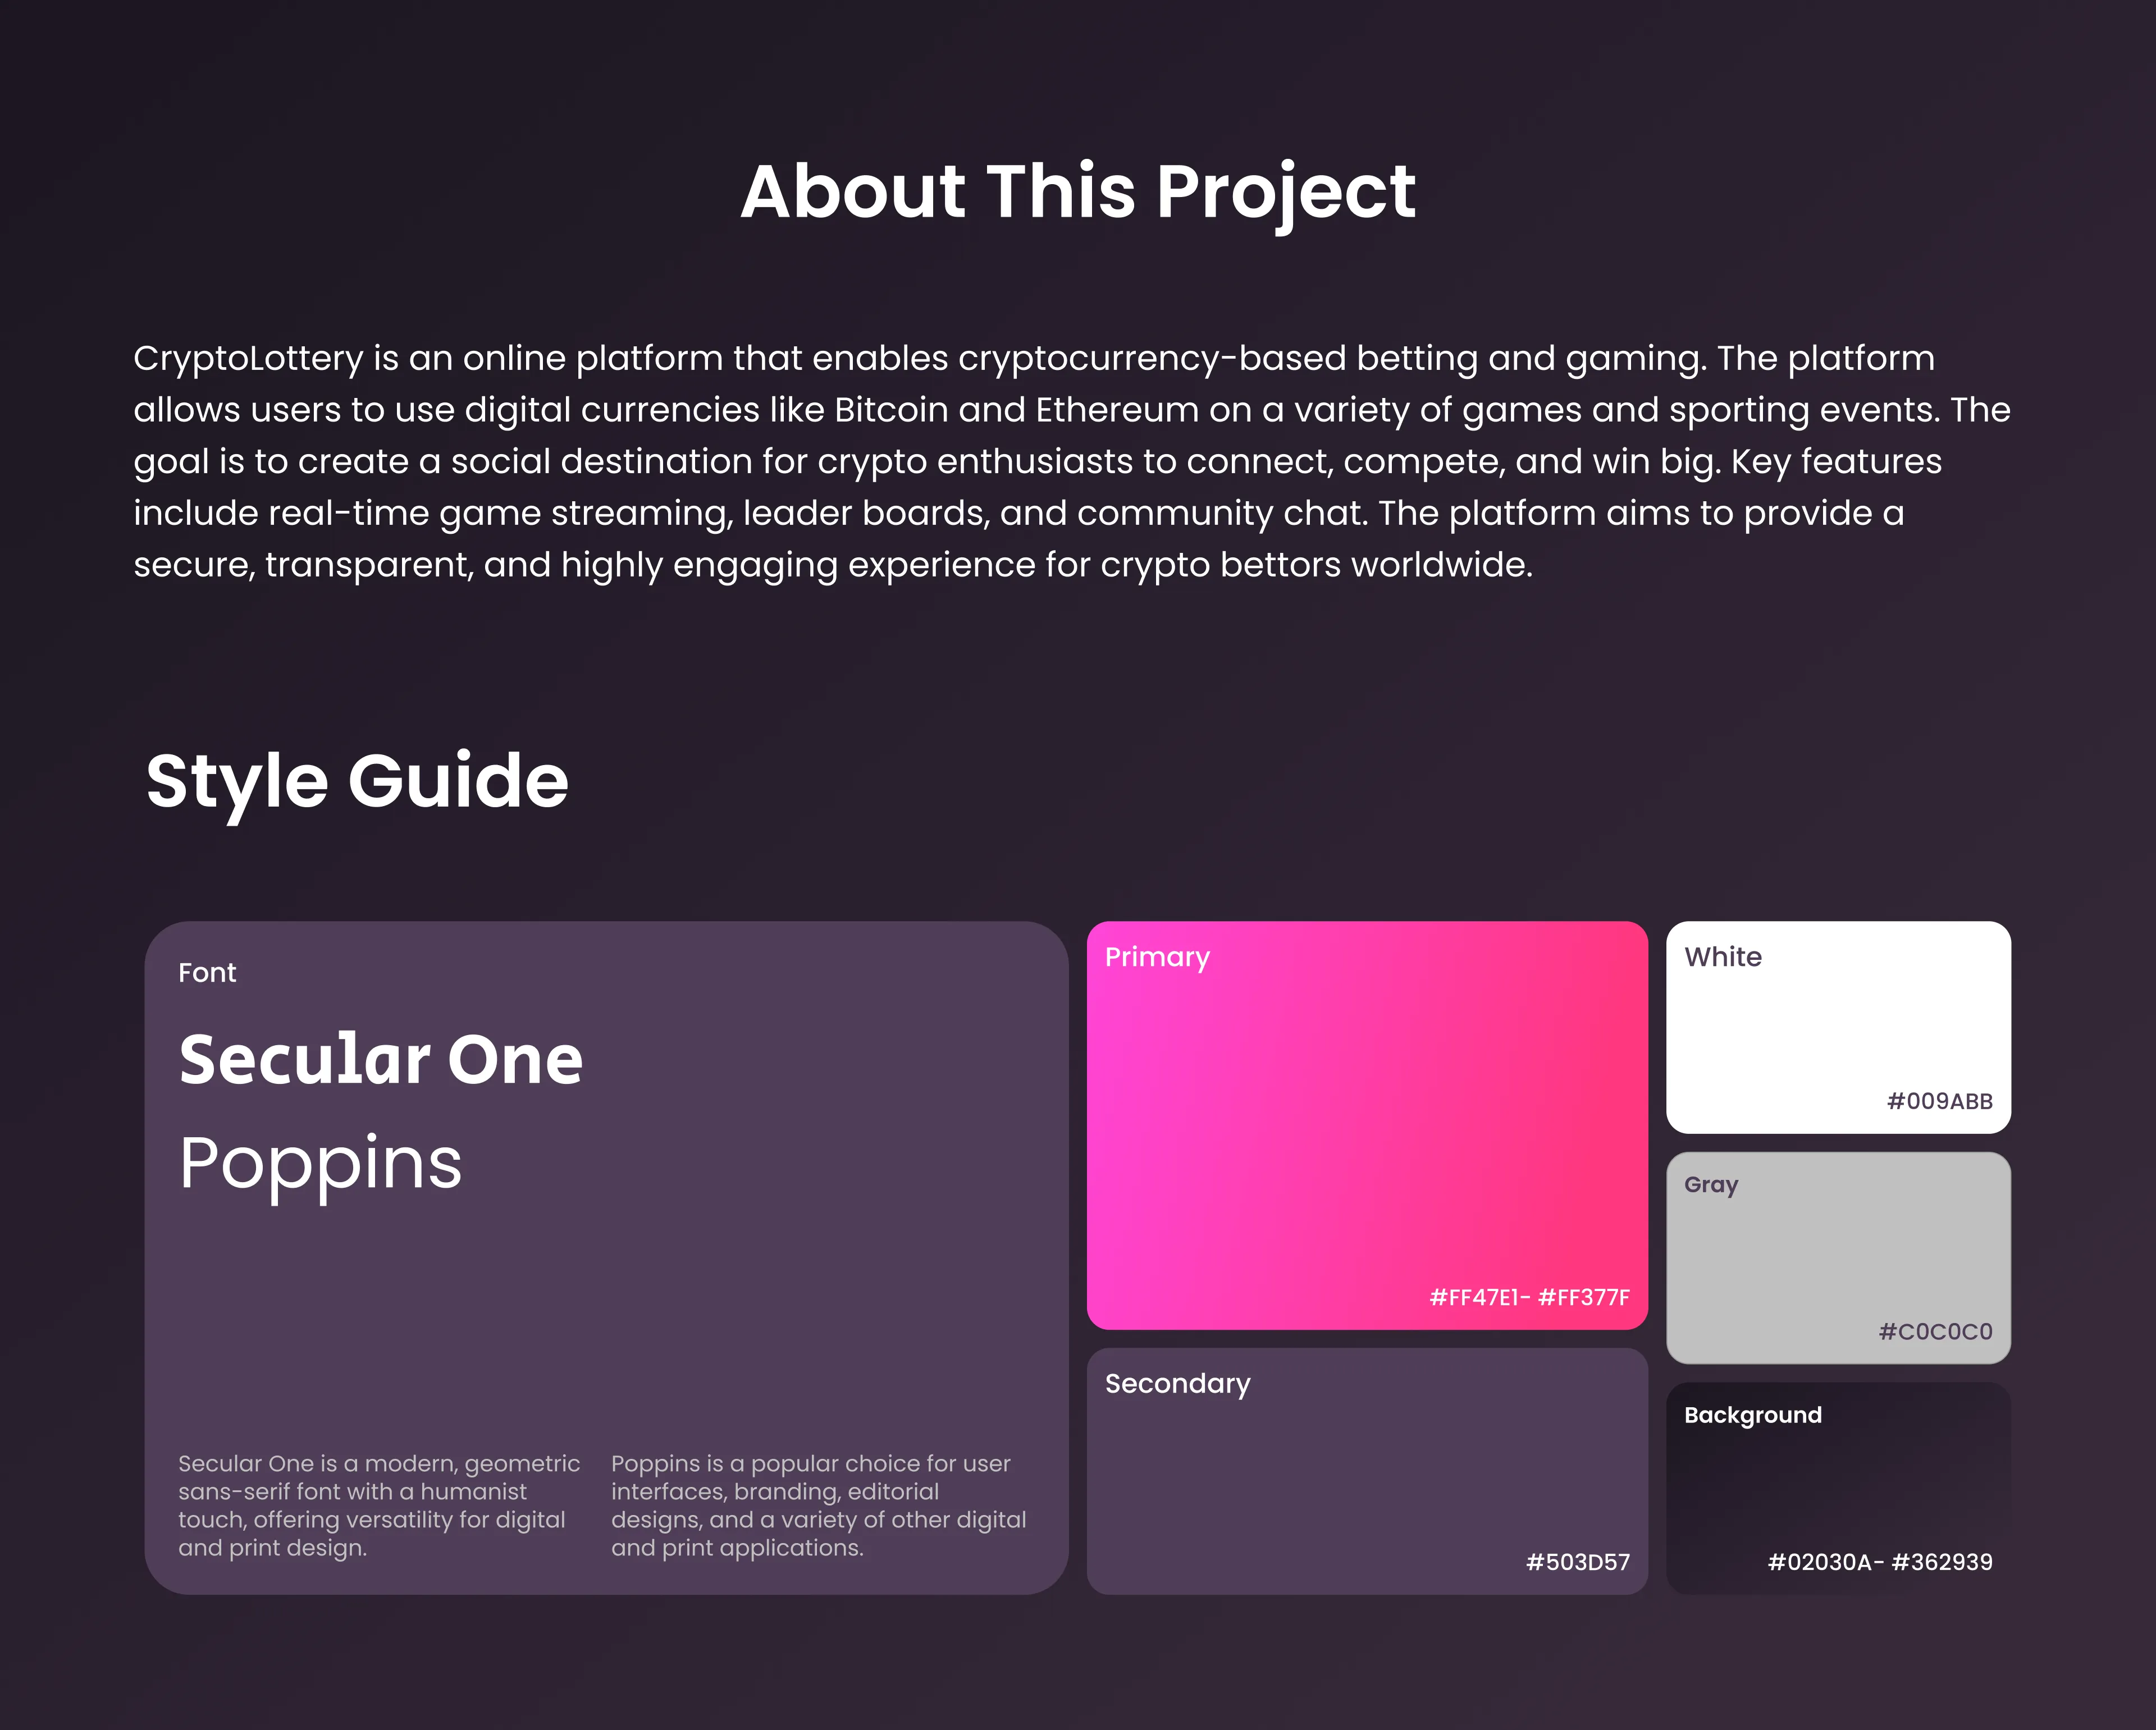 About This Project
CryptoLottery is an online platform that enables cryptocurrency-based betting and gaming. The platform
allows users to use digital currencies like Bitcoin and Ethereum on a variety of games and sporting events. The
goal is to create a social destination for crypto enthusiasts to connect, compete, and win big. Key features
include real-time game streaming, leader boards, and community chat. The platform aims to provide a
secure, transparent, and highly engaging experience for crypto bettors worldwide.
Style Guide
Font
Secular One
Poppins
Secular One is a modern, geometric
sans-serif font with a humanist
touch, offering versatility for digital
and print design.
Poppins is a popular choice for user
interfaces, branding, editorial
designs, and a variety of other digital
and print applications.
Primary
#FF47E1- #FF377F
Secondary
#503D57
White
#009ABB
Gray
#C0C0C0
Background
#02030A- #362939